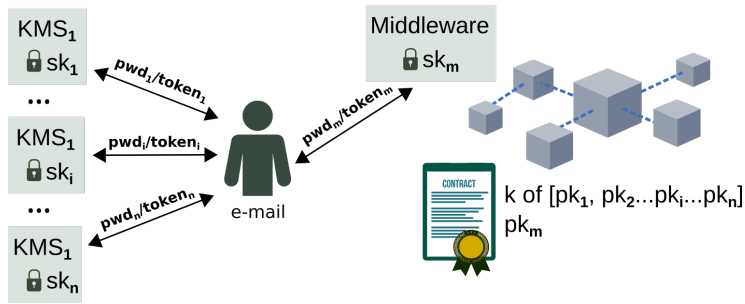 KMS₁
sk₁
pwd₁/token₁
...
KMS₁
skᵢ
pwdᵢ/tokenᵢ
...
KMS₁
skₙ
pwdₙ/tokenₙ
e-mail
pwdₘ/tokenₘ
Middleware
skₘ
CONTRACT
k of [pk₁, pk₂...pkᵢ...pkₙ]
pkₘ